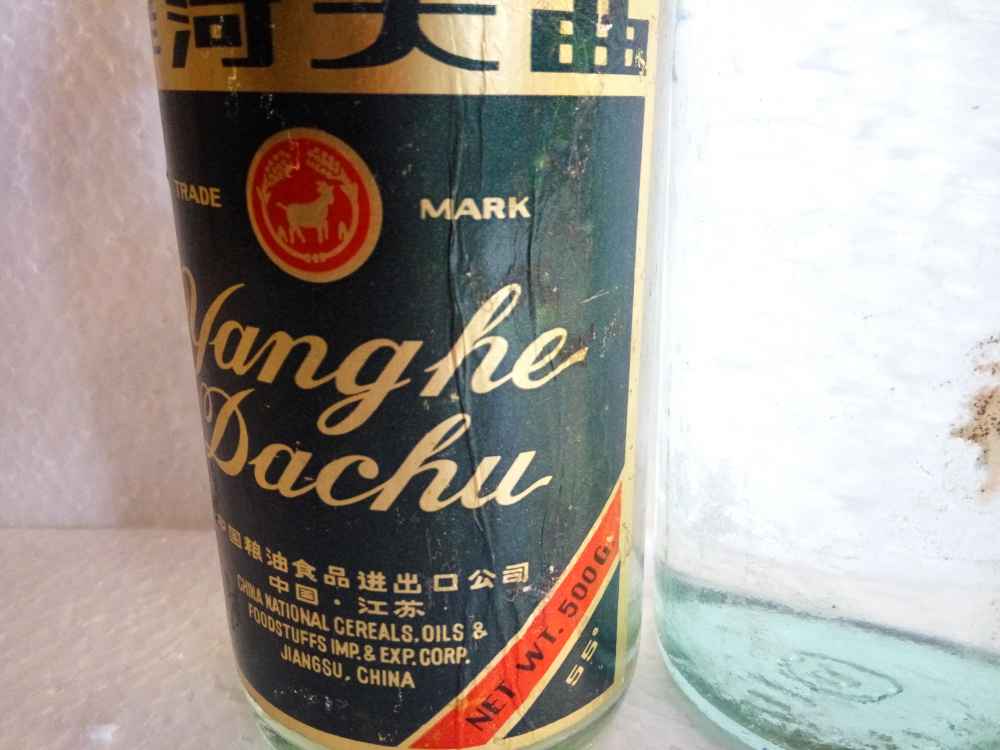 洋河大曲
TRADE MARK
Yanghe
Dachu
中国粮油食品进出口公司
中国·江苏
CHINA NATIONAL CEREALS, OILS &
FOODSTUFFS IMP. & EXP. CORP.
JIANGSU, CHINA
NET WT. 500G.
55°